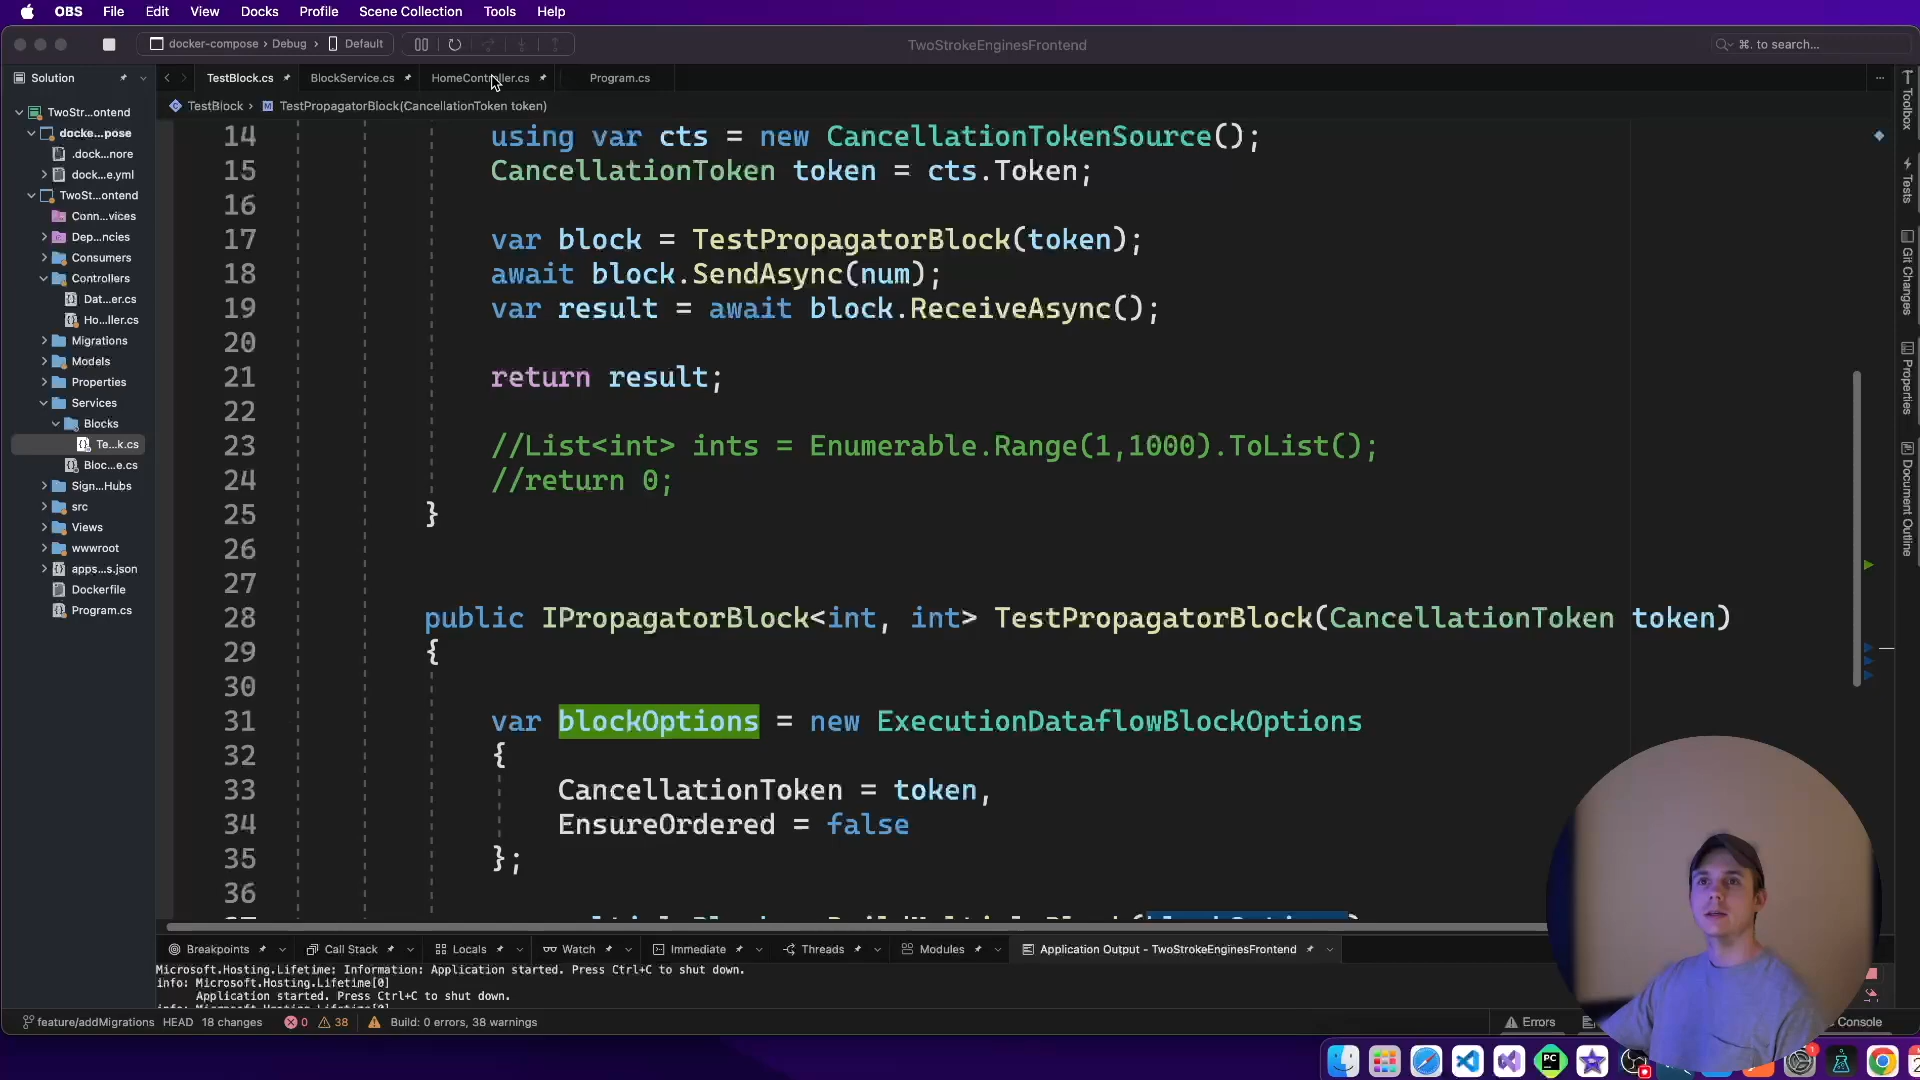 OBS File Edit View Docks Profile Scene Collection Tools Help
docker-compose › Debug › Default
TwoStrokeEnginesFrontend
⌘. to search...
Solution
TestBlock.cs BlockService.cs HomeController.cs Program.cs
TestBlock › TestPropagatorBlock(CancellationToken token)
TwoStr...ontend
docke...pose
.dock...nore
dock...e.yml
TwoSt...ontend
Conn...vices
Dep...ncies
Consumers
Controllers
Dat...er.cs
Ho...ller.cs
Migrations
Models
Properties
Services
Blocks
Te...k.cs
Bloc...e.cs
Sign...Hubs
src
Views
wwwroot
apps...s.json
Dockerfile
Program.cs
14 using var cts = new CancellationTokenSource();
15 CancellationToken token = cts.Token;
16
17 var block = TestPropagatorBlock(token);
18 await block.SendAsync(num);
19 var result = await block.ReceiveAsync();
20
21 return result;
22
23 //List<int> ints = Enumerable.Range(1,1000).ToList();
24 //return 0;
25 }
26
27
28 public IPropagatorBlock<int, int> TestPropagatorBlock(CancellationToken token)
29 {
30
31 var blockOptions = new ExecutionDataflowBlockOptions
32 {
33 CancellationToken = token,
34 EnsureOrdered = false
35 };
36
Toolbox
Tests
Git Changes
Properties
Document Outline
Breakpoints Call Stack Locals Watch Immediate Threads Modules Application Output - TwoStrokeEnginesFrontend
Microsoft.Hosting.Lifetime: Information: Application started. Press Ctrl+C to shut down.
info: Microsoft.Hosting.Lifetime[0]
Application started. Press Ctrl+C to shut down.
feature/addMigrations HEAD 18 changes 0 38 Build: 0 errors, 38 warnings
Errors
Console
PC